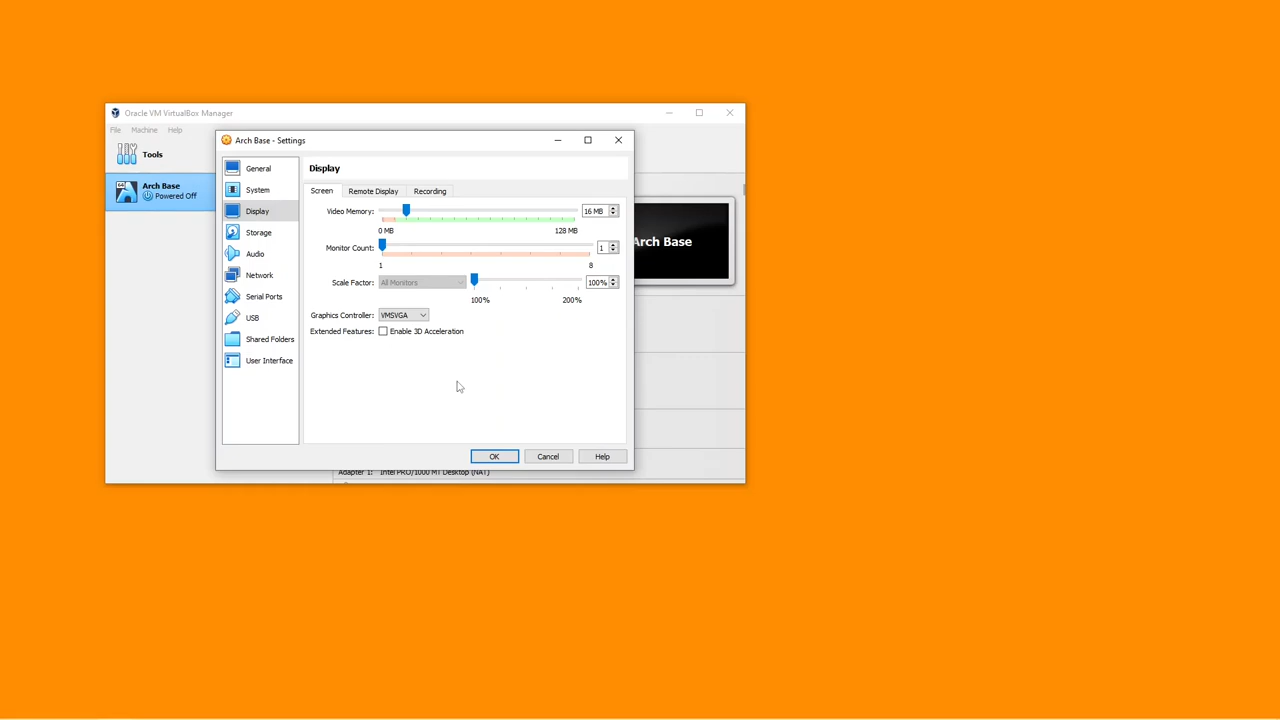 Oracle VM VirtualBox Manager
File Machine Help
Tools
64
Arch Base
Powered Off
Arch Base
Adapter 1: Intel PRO/1000 MT Desktop (NAT)
Arch Base - Settings
General
System
Display
Storage
Audio
Network
Serial Ports
USB
Shared Folders
User Interface
Display
Screen Remote Display Recording
Video Memory: 16 MB
0 MB 128 MB
Monitor Count: 1
1 8
Scale Factor: All Monitors 100%
100% 200%
Graphics Controller: VMSVGA
Extended Features: Enable 3D Acceleration
OK Cancel Help